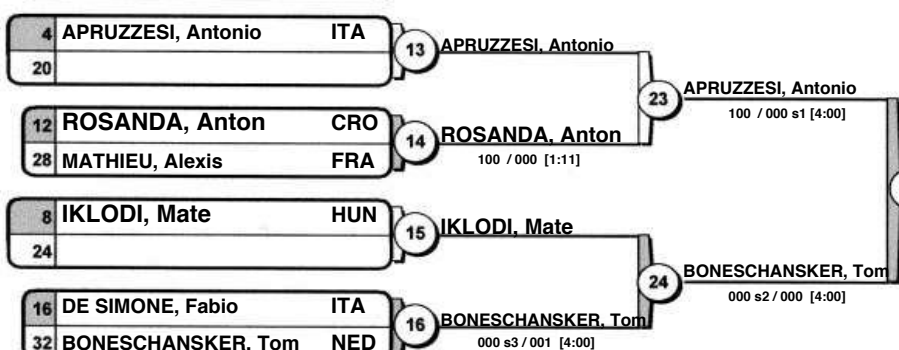 4 APRUZZESI, Antonio ITA
20
13 APRUZZESI, Antonio
12 ROSANDA, Anton CRO
28 MATHIEU, Alexis FRA
14 ROSANDA, Anton
100 / 000 [1:11]
23 APRUZZESI, Antonio
100 / 000 s1 [4:00]
8 IKLODI, Mate HUN
24
15 IKLODI, Mate
16 DE SIMONE, Fabio ITA
32 BONESCHANSKER, Tom NED
16 BONESCHANSKER, Tom
000 s3 / 001 [4:00]
24 BONESCHANSKER, Tom
000 s2 / 000 [4:00]